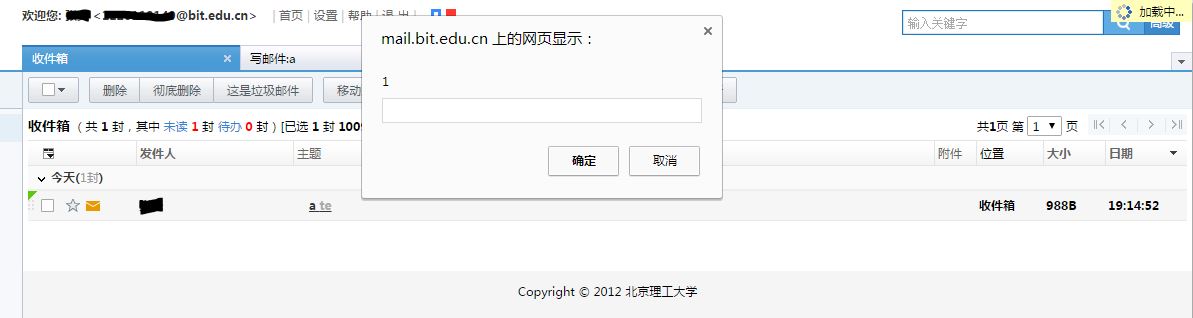 欢迎您: < @bit.edu.cn> | 首页 | 设置 | 帮助 | 退 出 |
输入关键字
高级
加载中...
收件箱 × 写邮件:a
mail.bit.edu.cn 上的网页显示：
×
1
确定 取消
删除 彻底删除 这是垃圾邮件 移动
收件箱 （共 1 封，其中 未读 1 封 待办 0 封）[已选 1 封 100%
共1页 第 1 页
发件人 主题 附件 位置 大小 日期
今天(1封)
a te 收件箱 988B 19:14:52
Copyright © 2012 北京理工大学